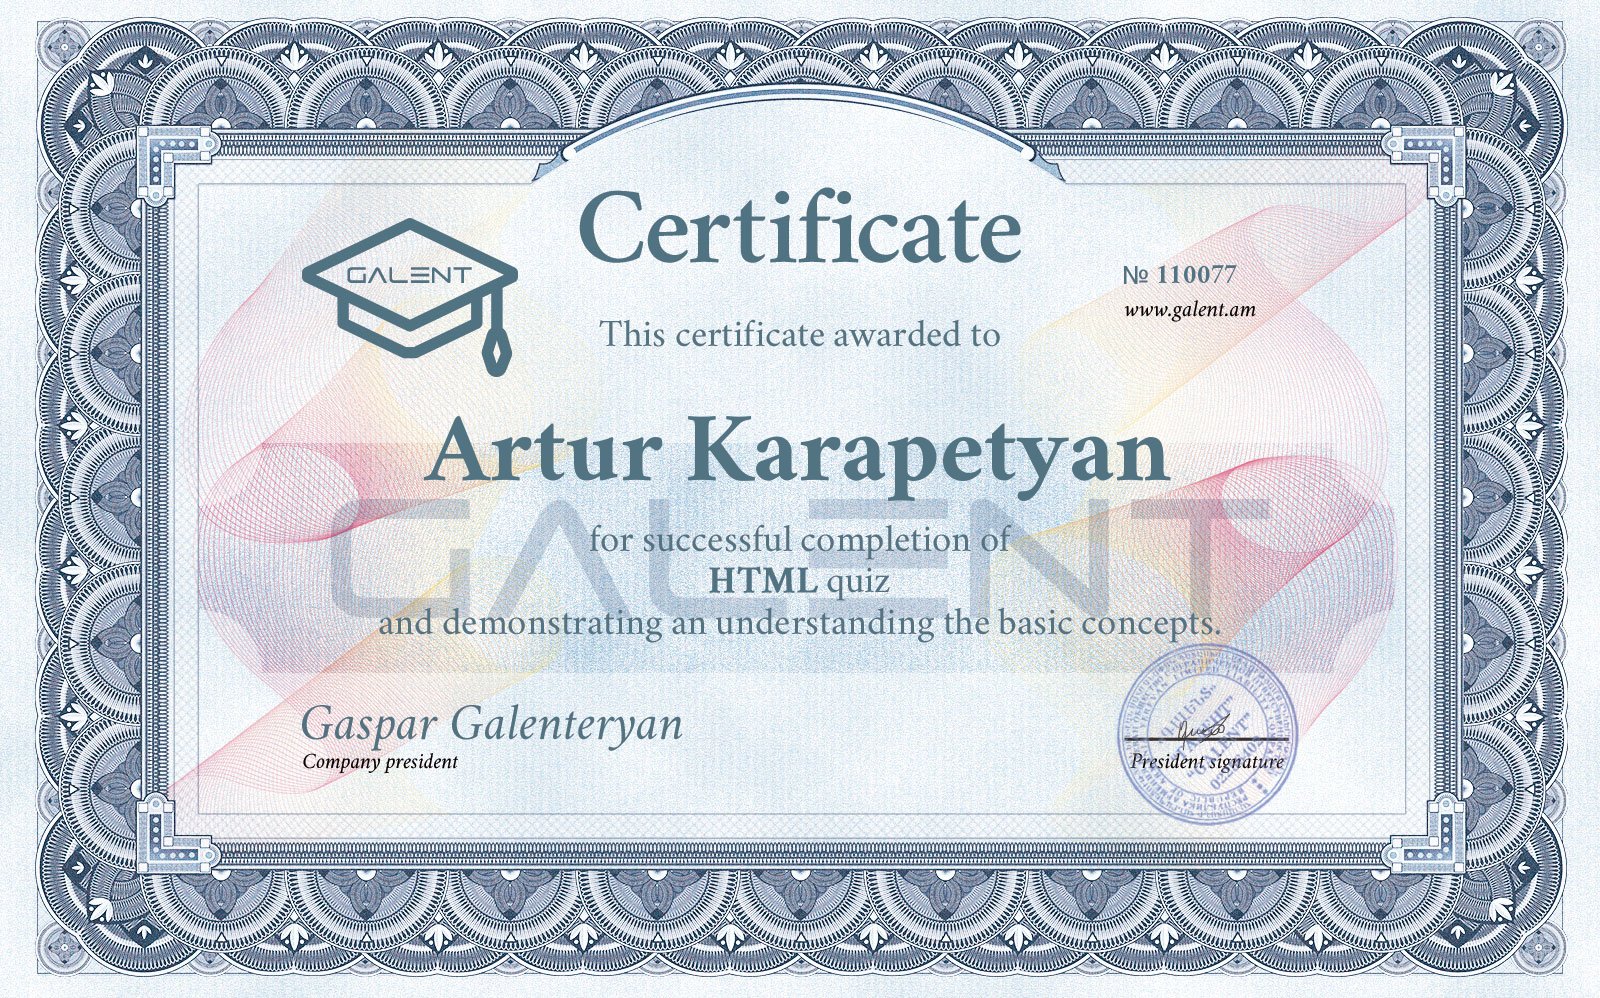 Certificate
GALENT
№ 110077
www.galent.am
This certificate awarded to
Artur Karapetyan
GALENT
for successful completion of
HTML quiz
and demonstrating an understanding the basic concepts.
Gaspar Galenteryan
Company president
"GALENT"
President signature